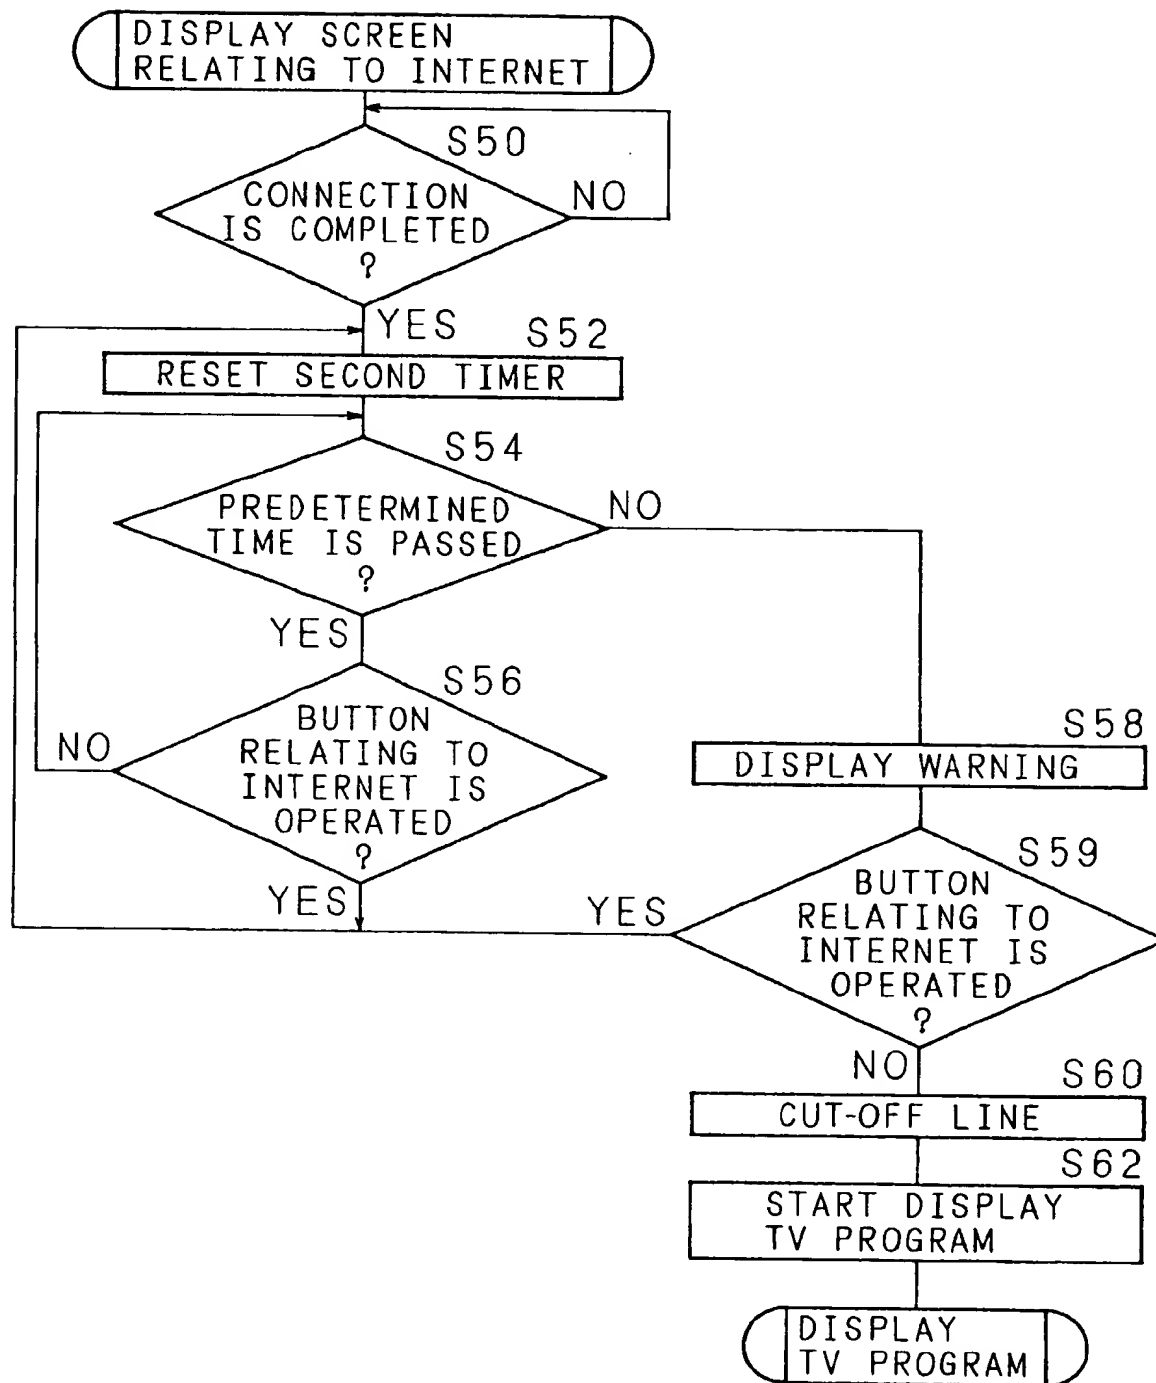 DISPLAY SCREEN
RELATING TO INTERNET
S50
CONNECTION
IS COMPLETED
?
NO
YES
S52
RESET SECOND TIMER
S54
PREDETERMINED
TIME IS PASSED
?
NO
YES
S56
BUTTON
RELATING TO
INTERNET IS
OPERATED
?
NO
YES
S58
DISPLAY WARNING
S59
BUTTON
RELATING TO
INTERNET IS
OPERATED
?
YES
NO
S60
CUT-OFF LINE
S62
START DISPLAY
TV PROGRAM
DISPLAY
TV PROGRAM